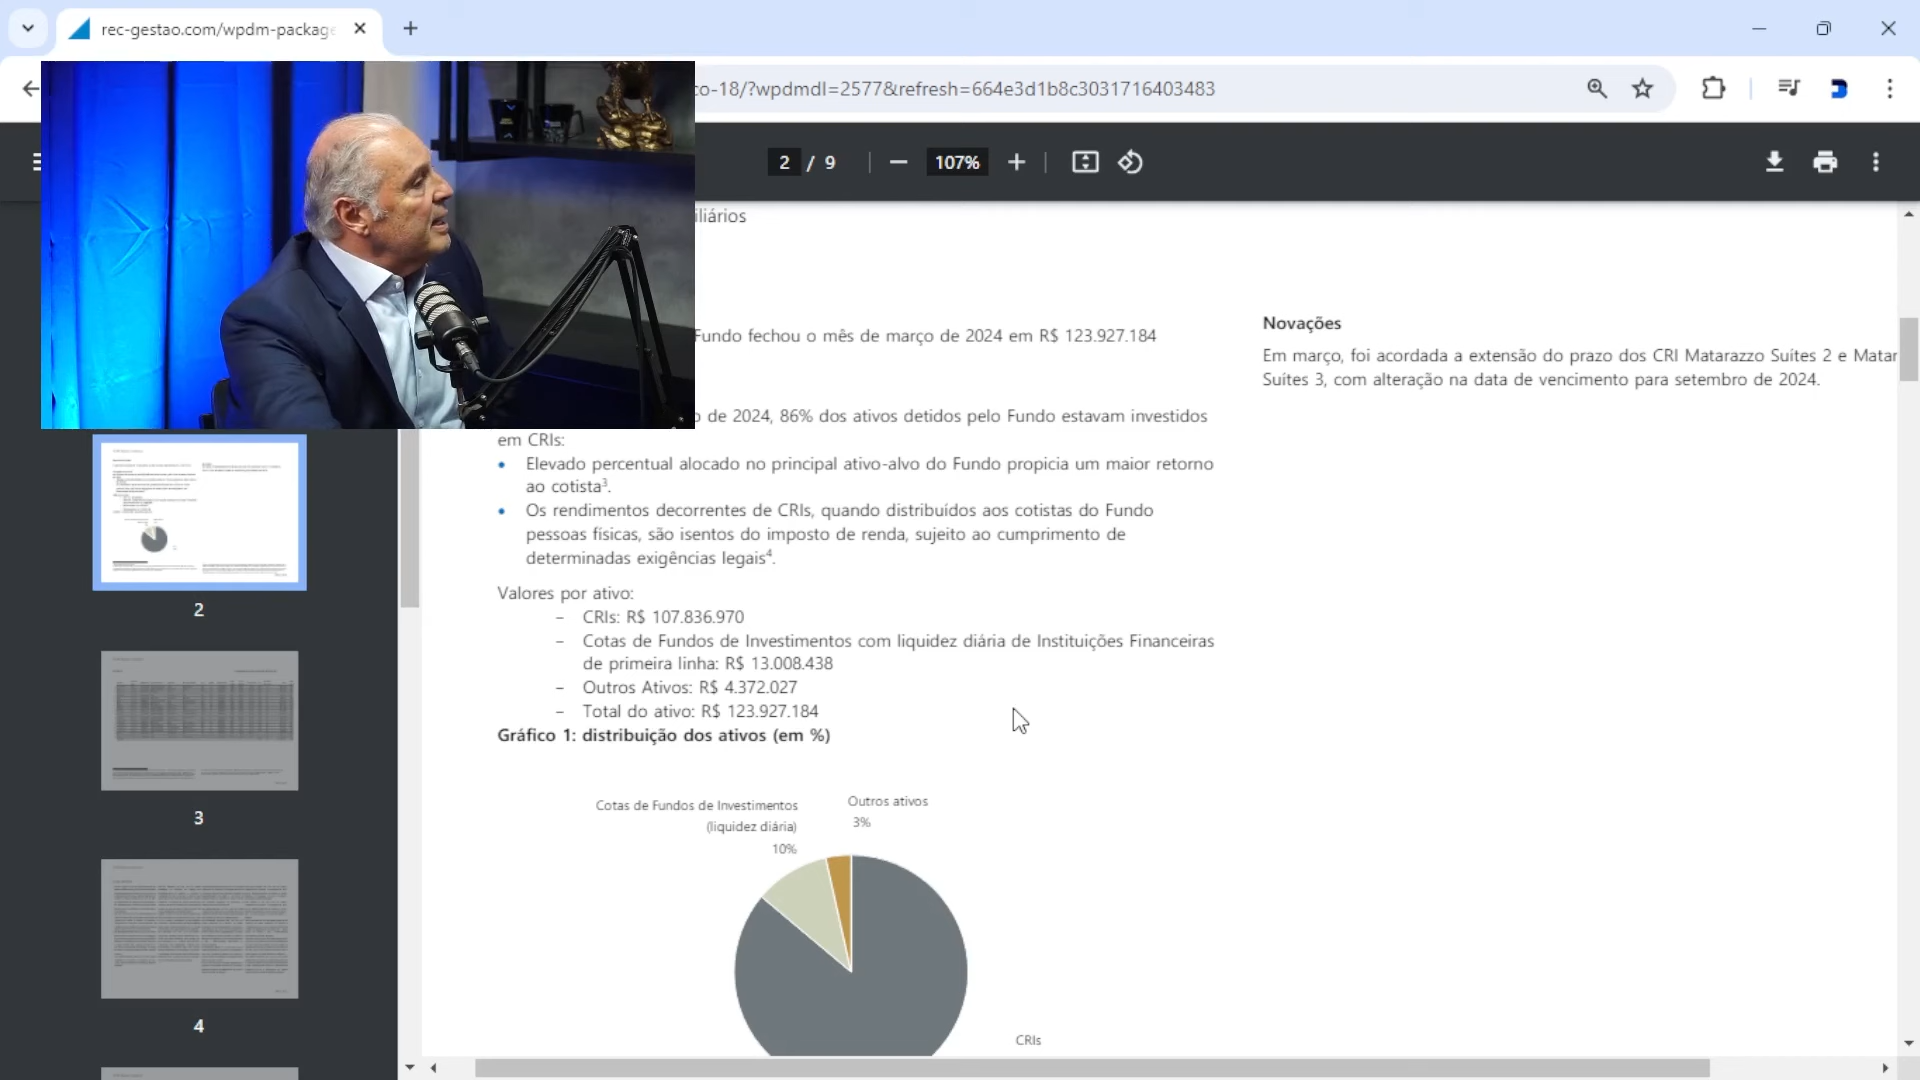 rec-gestao.com/wpdm-package
co-18/?wpdmdl=2577&refresh=664e3d1b8c3031716403483
2 / 9
107%
iliários
Fundo fechou o mês de março de 2024 em R$ 123.927.184
de 2024, 86% dos ativos detidos pelo Fundo estavam investidos
em CRIs:
• Elevado percentual alocado no principal ativo-alvo do Fundo propicia um maior retorno
ao cotista³.
• Os rendimentos decorrentes de CRIs, quando distribuídos aos cotistas do Fundo
pessoas físicas, são isentos do imposto de renda, sujeito ao cumprimento de
determinadas exigências legais⁴.
Valores por ativo:
– CRIs: R$ 107.836.970
– Cotas de Fundos de Investimentos com liquidez diária de Instituições Financeiras
de primeira linha: R$ 13.008.438
– Outros Ativos: R$ 4.372.027
– Total do ativo: R$ 123.927.184
Gráfico 1: distribuição dos ativos (em %)
Cotas de Fundos de Investimentos
(liquidez diária)
10%
Outros ativos
3%
CRIs
Novações
Em março, foi acordada a extensão do prazo dos CRI Matarazzo Suítes 2 e Matar
Suítes 3, com alteração na data de vencimento para setembro de 2024.
2
3
4